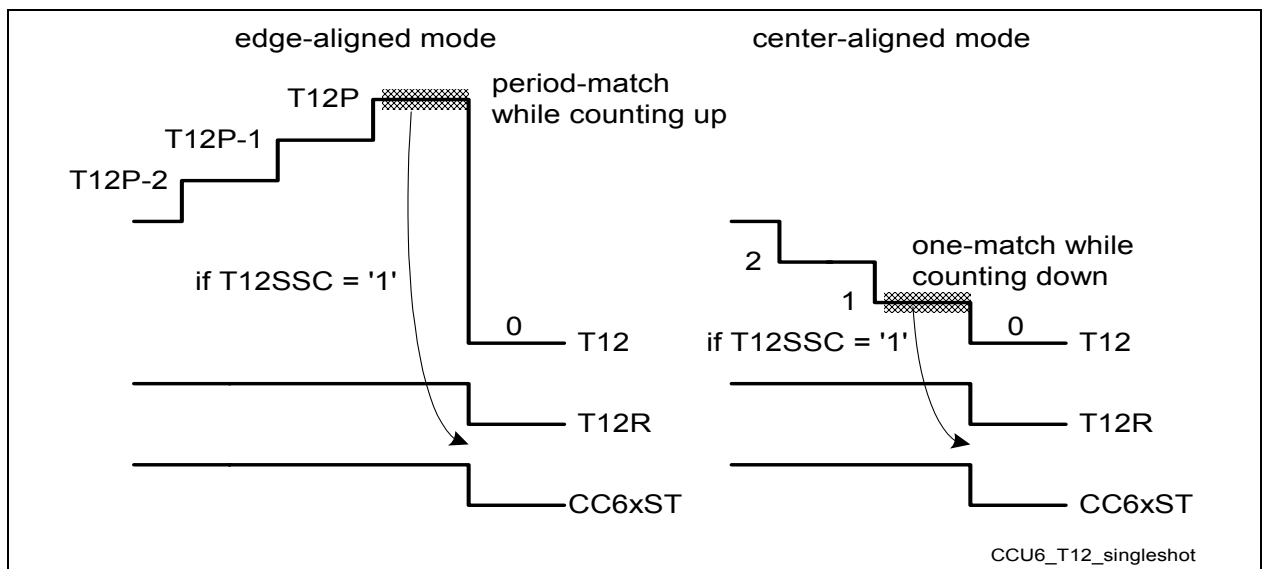 edge-aligned mode
center-aligned mode
T12P
period-match
while counting up
T12P-1
T12P-2
if T12SSC = '1'
0
T12
T12R
CC6xST
one-match while
counting down
2
1
if T12SSC = '1'
0
T12
T12R
CC6xST
CCU6_T12_singleshot